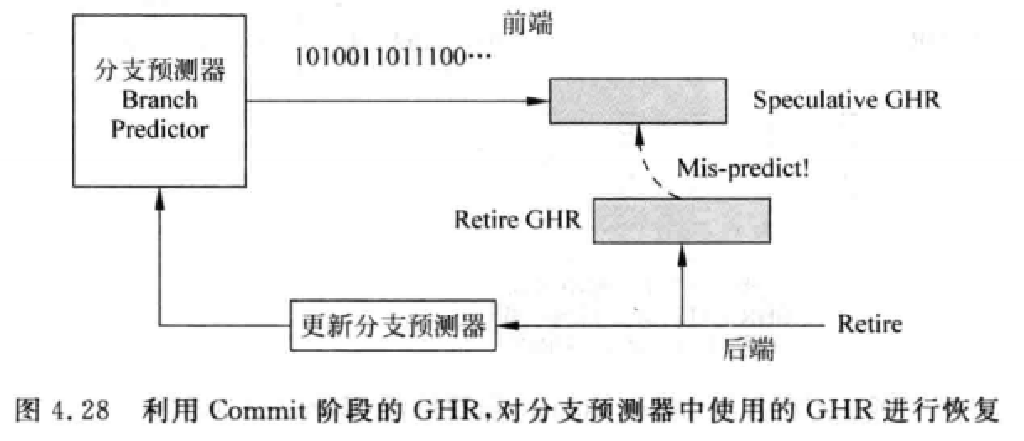 前端
1010011011100…
分支预测器
Branch
Predictor
Speculative GHR
Mis-predict!
Retire GHR
更新分支预测器
Retire
后端
图 4.28 利用 Commit 阶段的 GHR,对分支预测器中使用的 GHR 进行恢复